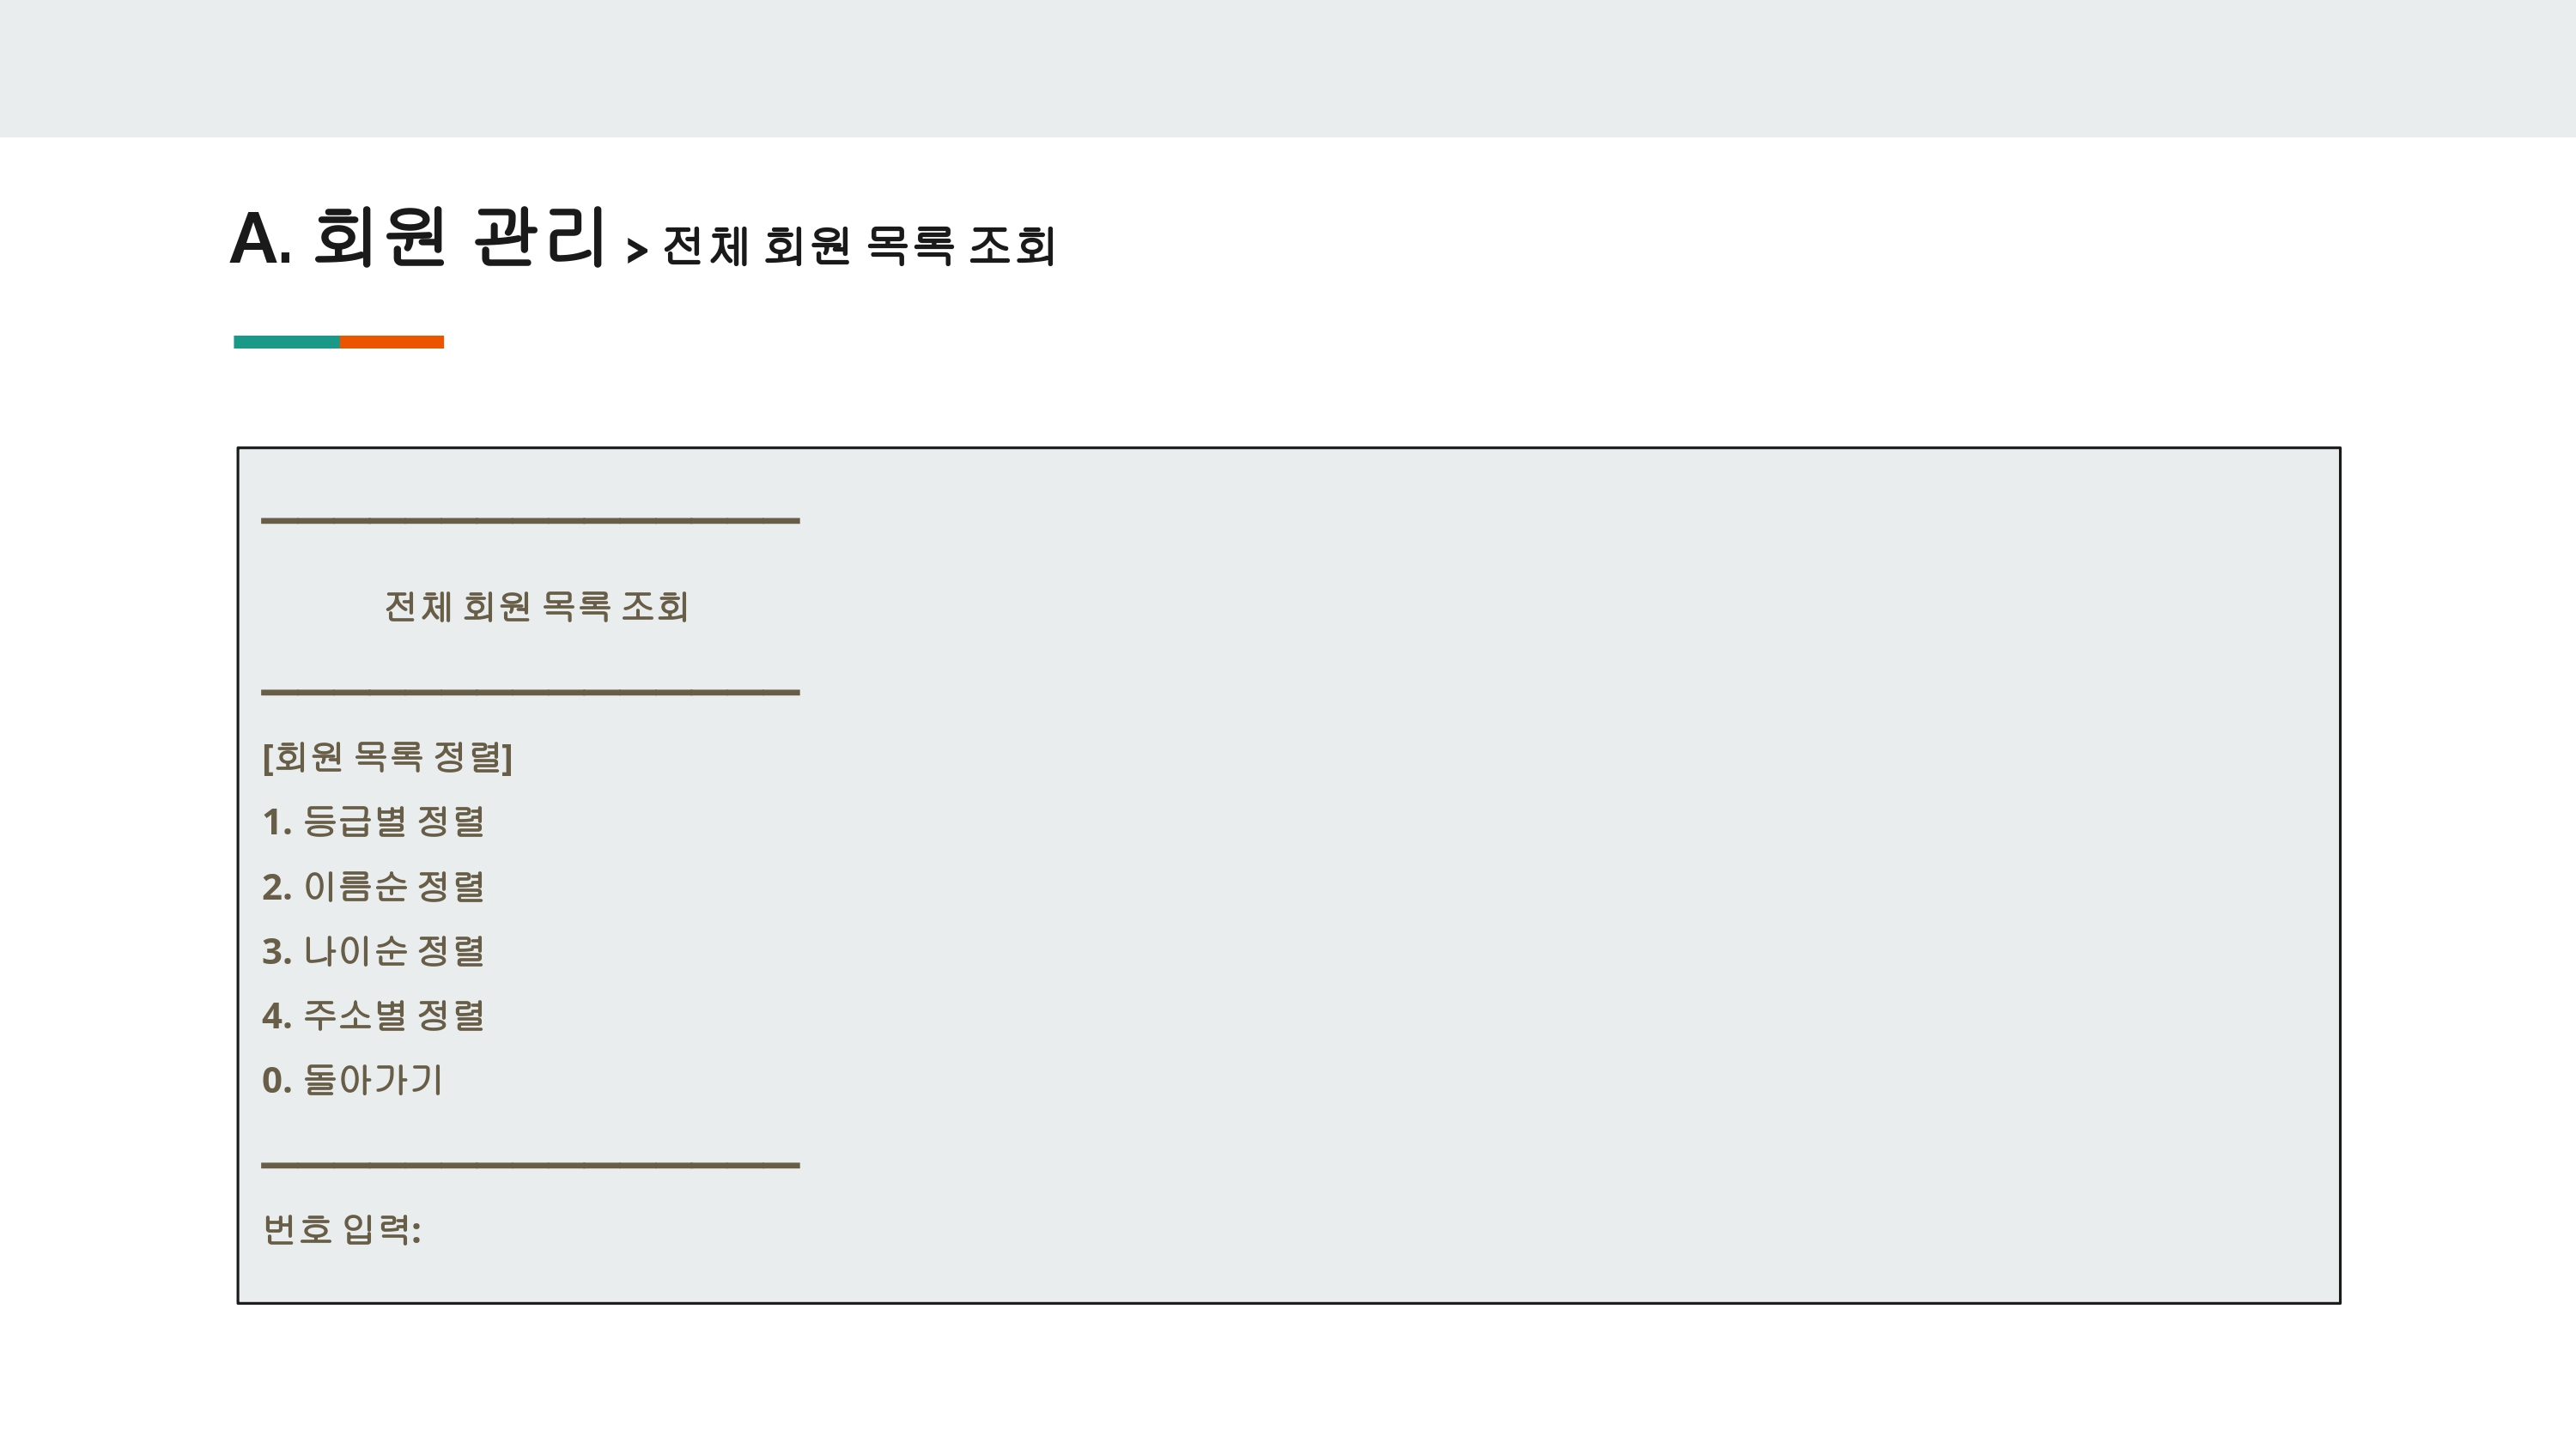 A. 회원 관리 > 전체 회원 목록 조회
전체 회원 목록 조회
[회원 목록 정렬]
1. 등급별 정렬
2. 이름순 정렬
3. 나이순 정렬
4. 주소별 정렬
0. 돌아가기
번호 입력: